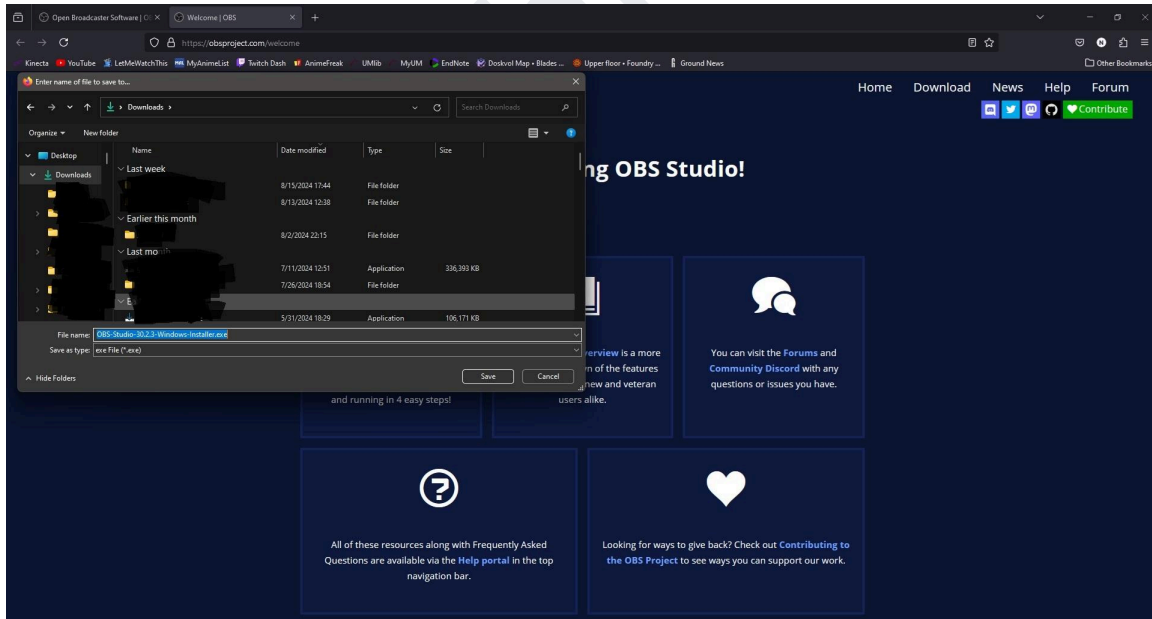 Open Broadcaster Software | OB
Welcome | OBS
https://obsproject.com/welcome
Kinecta YouTube LetMeWatchThis MyAnimeList Twitch Dash AnimeFreak UMlib MyUM EndNote Doskvol Map • Blades ... Upper floor • Foundry ... Ground News Other Bookmarks
Enter name of file to save to...
Downloads
Search Downloads
Organize New folder
Desktop
Downloads
Name Date modified Type Size
Last week
8/15/2024 17:44 File folder
8/13/2024 12:38 File folder
Earlier this month
8/2/2024 22:15 File folder
Last month
7/11/2024 12:51 Application 336,393 KB
7/26/2024 18:54 File folder
5/31/2024 18:29 Application 106,171 KB
File name: OBS-Studio-30.2.3-Windows-Installer.exe
Save as type: exe File (*.exe)
Hide Folders
Save Cancel
Home Download News Help Forum
Contribute
ng OBS Studio!
and running in 4 easy steps!
erview is a more
n of the features
new and veteran
users alike.
You can visit the Forums and
Community Discord with any
questions or issues you have.
All of these resources along with Frequently Asked
Questions are available via the Help portal in the top
navigation bar.
Looking for ways to give back? Check out Contributing to
the OBS Project to see ways you can support our work.